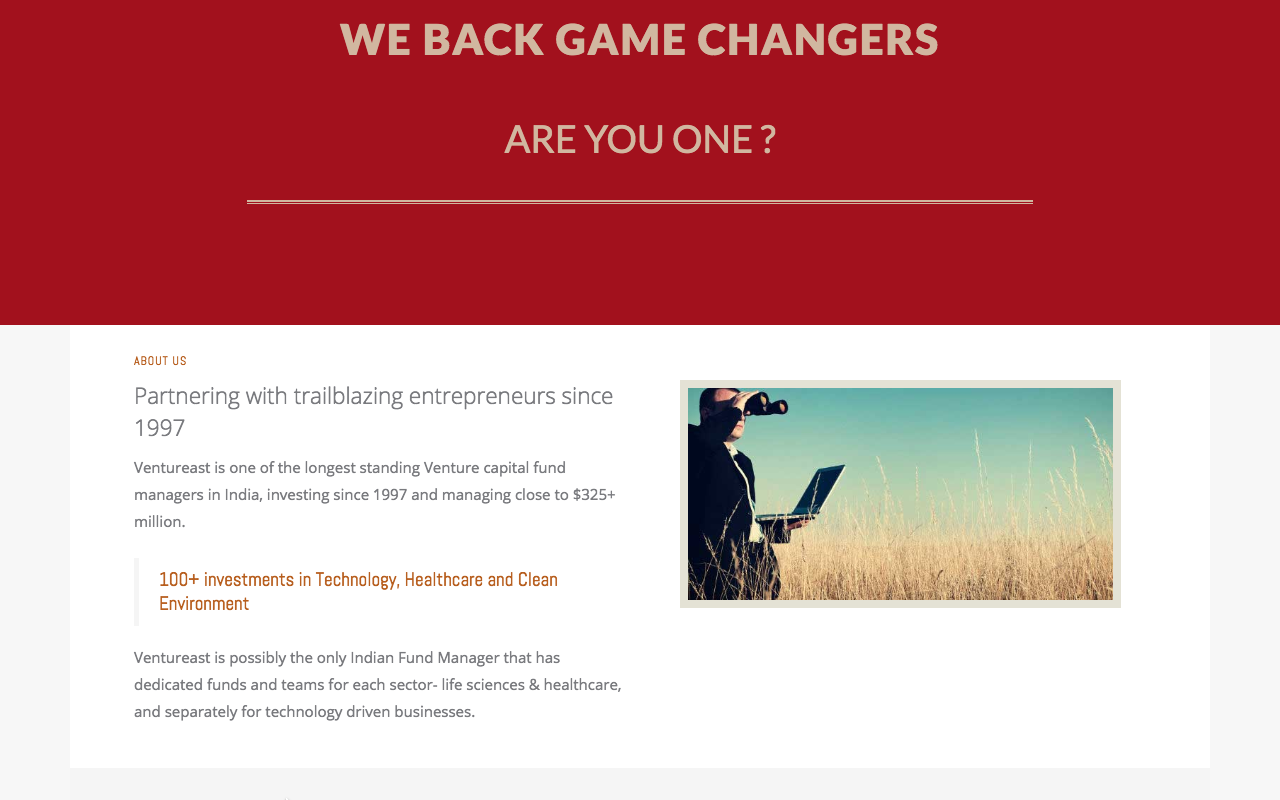 WE BACK GAME CHANGERS
ARE YOU ONE ?
ABOUT US
Partnering with trailblazing entrepreneurs since
1997
Ventureast is one of the longest standing Venture capital fund
managers in India, investing since 1997 and managing close to $325+
million.
100+ investments in Technology, Healthcare and Clean
Environment
Ventureast is possibly the only Indian Fund Manager that has
dedicated funds and teams for each sector- life sciences & healthcare,
and separately for technology driven businesses.